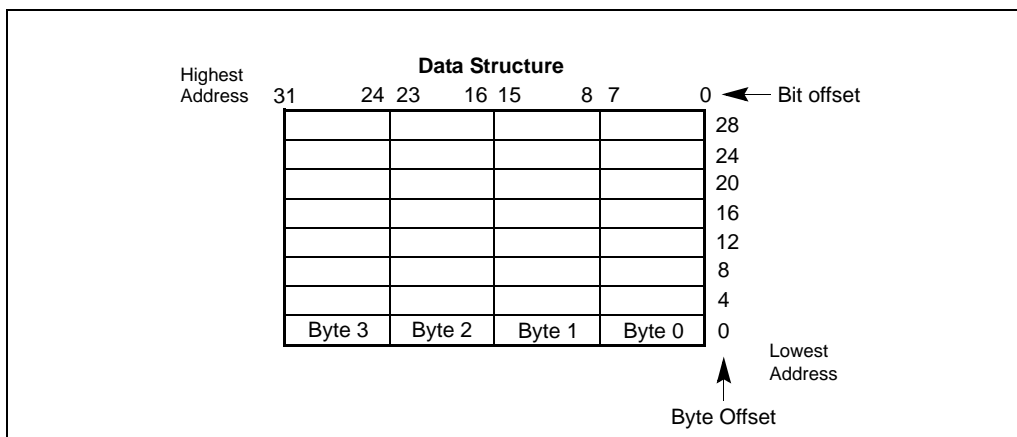 Data Structure
Highest
Address
31 24 23 16 15 8 7 0 Bit offset
28
24
20
16
12
8
4
Byte 3 Byte 2 Byte 1 Byte 0 0
Lowest
Address
Byte Offset